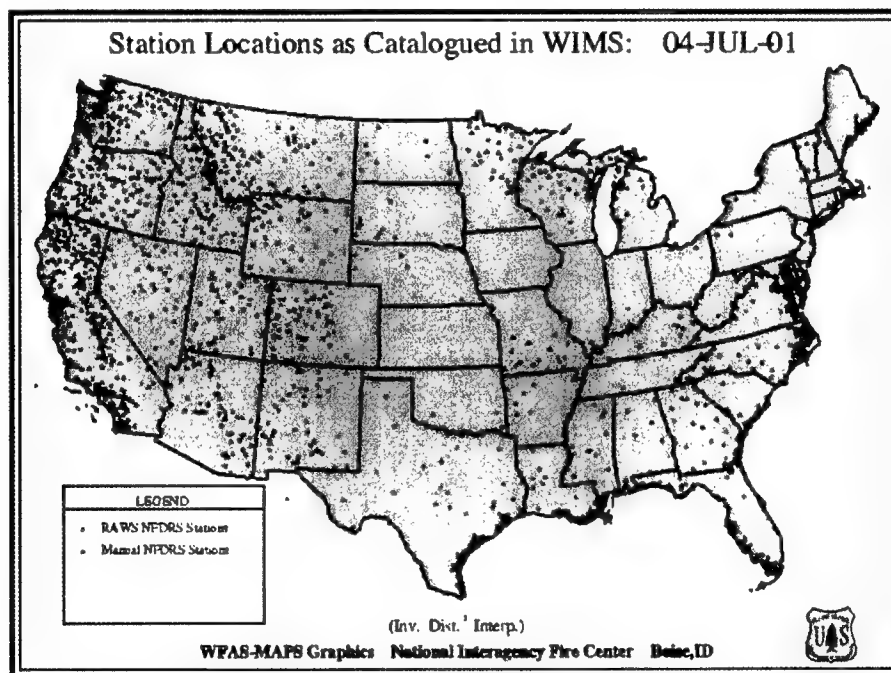 Station Locations as Catalogued in WIMS: 04-JUL-01
LEGEND
RAWS NFDRS Stations
Manual NFDRS Stations
(Inv. Dist.² Interp.)
WFAS-MAPS Graphics National Interagency Fire Center Boise, ID
U S